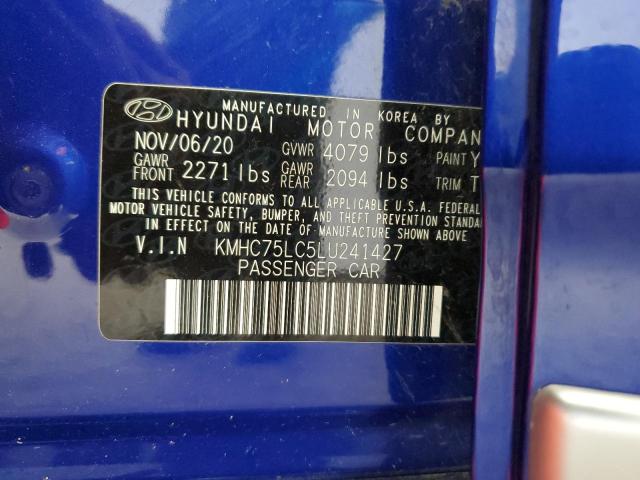 MANUFACTURED IN KOREA BY
HYUNDAI MOTOR COMPAN
NOV/06/20 GVWR 4079 lbs PAINT Y
GAWR FRONT 2271 lbs GAWR REAR 2094 lbs TRIM T
THIS VEHICLE CONFORMS TO ALL APPLICABLE U.S.A. FEDERAL
MOTOR VEHICLE SAFETY, BUMPER, AND THEFT PREVENTION STANDA
IN EFFECT ON THE DATE OF MANUFACTURE SHOWN ABOVE
V.I.N KMHC75LC5LU241427
PASSENGER CAR